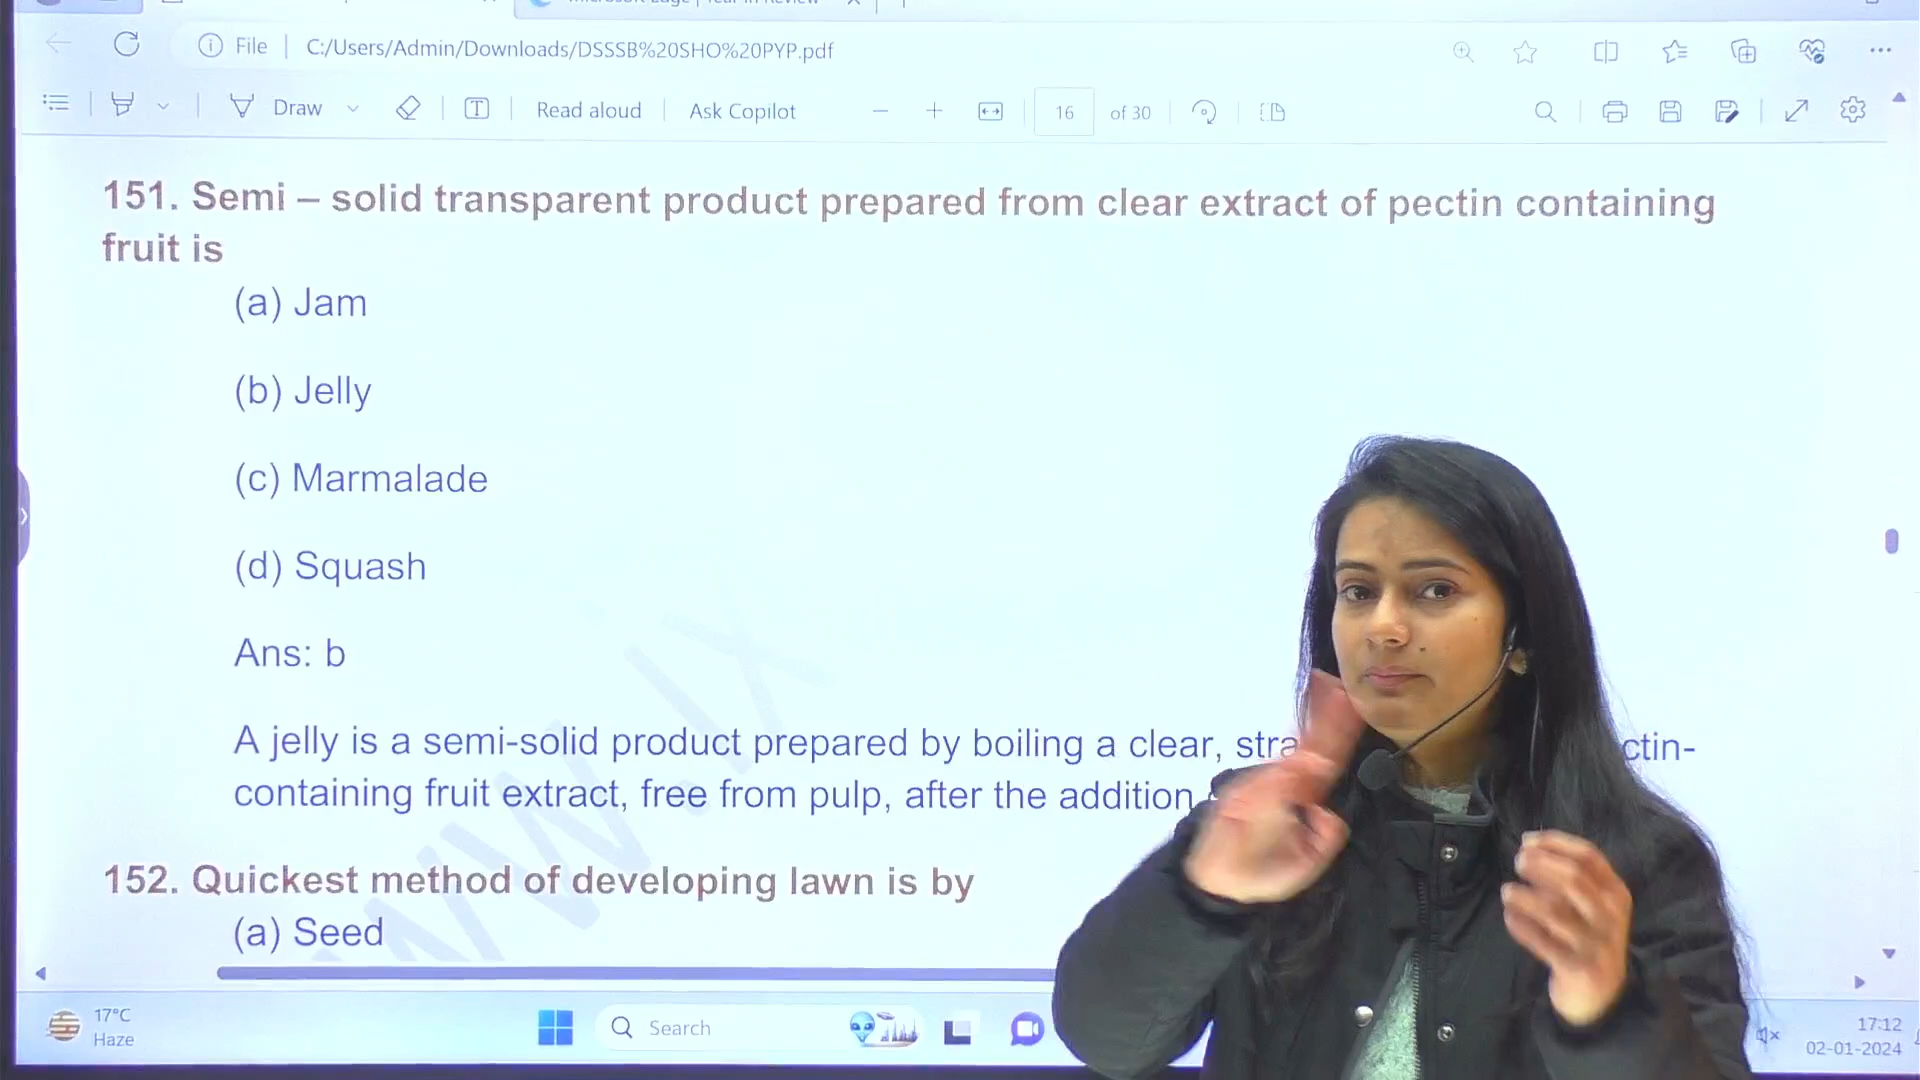 File
C:/Users/Admin/Downloads/DSSSB%20SHO%20PYP.pdf
Draw
Read aloud
Ask Copilot
16 of 30
151. Semi – solid transparent product prepared from clear extract of pectin containing
fruit is
(a) Jam
(b) Jelly
(c) Marmalade
(d) Squash
Ans: b
A jelly is a semi-solid product prepared by boiling a clear, stra ctin-
containing fruit extract, free from pulp, after the addition
152. Quickest method of developing lawn is by
(a) Seed
17°C
Haze
Search
17:12
02-01-2024